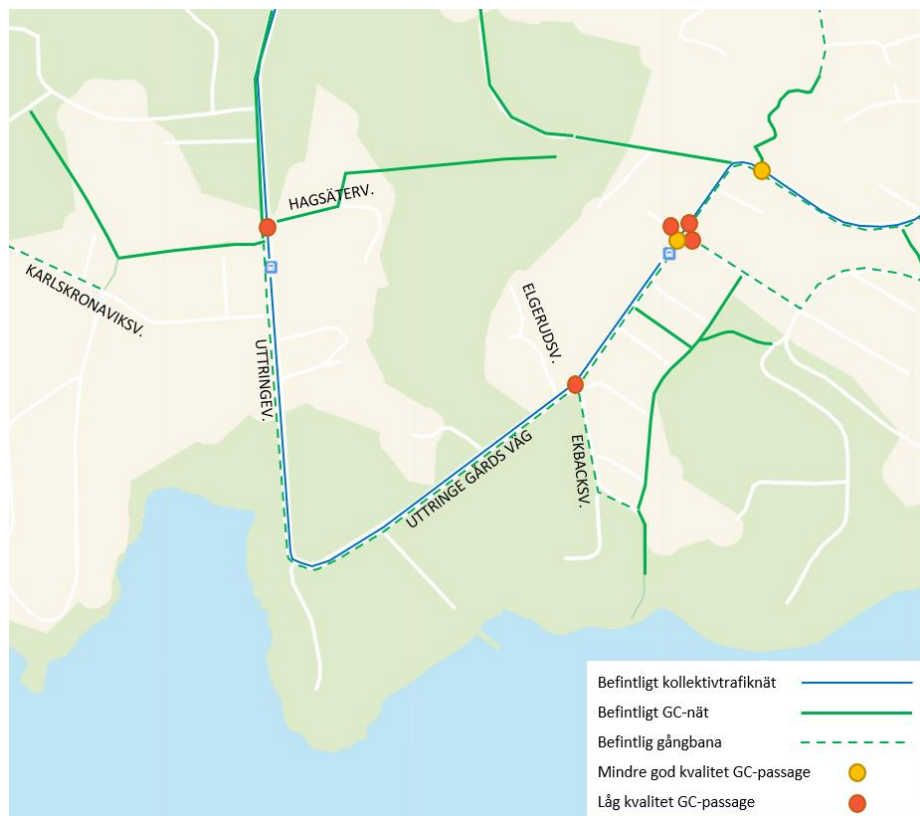 HAGSÄTERV.
KARLSKRONAVIKSV.
ELGERUDSV.
UTTRINGEV.
UTTRINGE GÅRDS VÄG
EKBACKSV.
Befintligt kollektivtrafiknät
Befintligt GC-nät
Befintlig gångbana
Mindre god kvalitet GC-passage
Låg kvalitet GC-passage